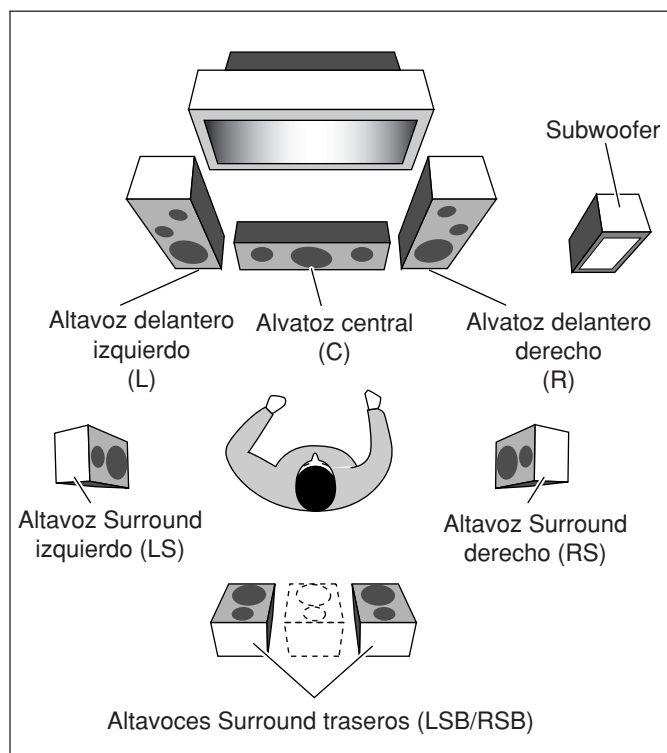 Subwoofer
Altavoz delantero
izquierdo
(L)
Alvatoz central
(C)
Alvatoz delantero
derecho
(R)
Altavoz Surround
izquierdo (LS)
Altavoz Surround
derecho (RS)
Altavoces Surround traseros (LSB/RSB)